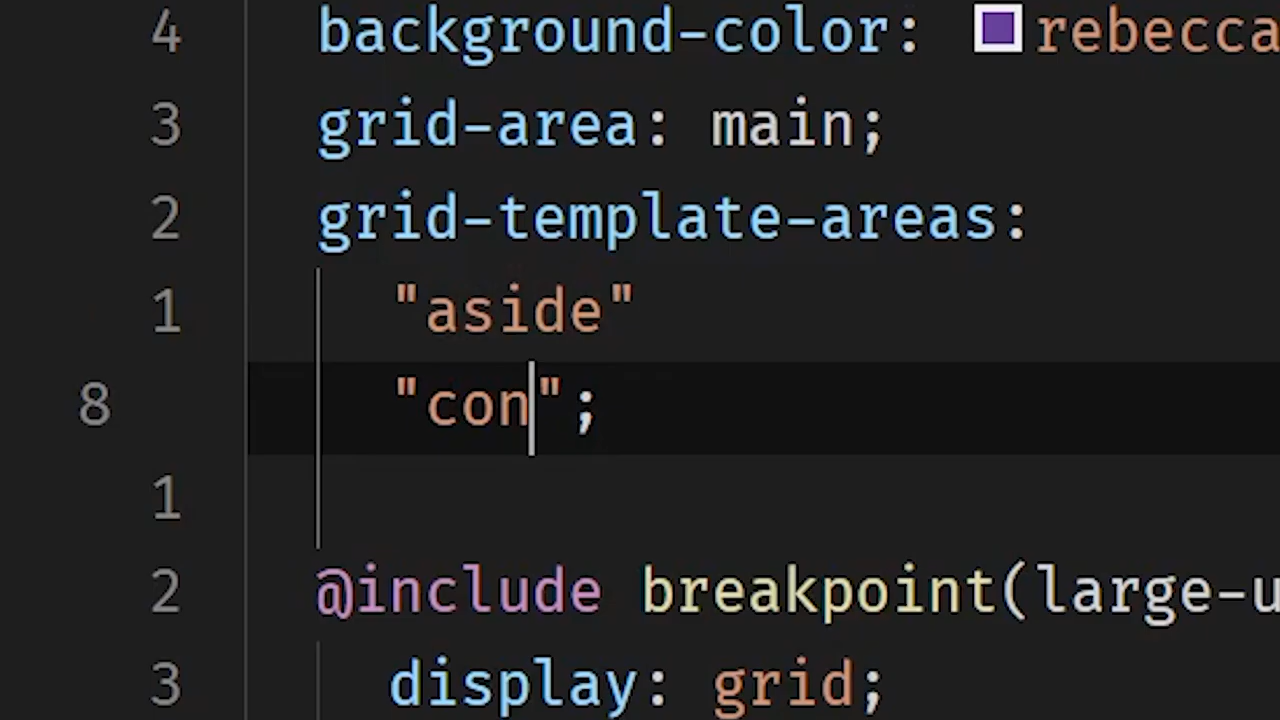 4 background-color: rebecca
3 grid-area: main;
2 grid-template-areas:
1 "aside"
8 "con";
1
2 @include breakpoint(large-u
3 display: grid;